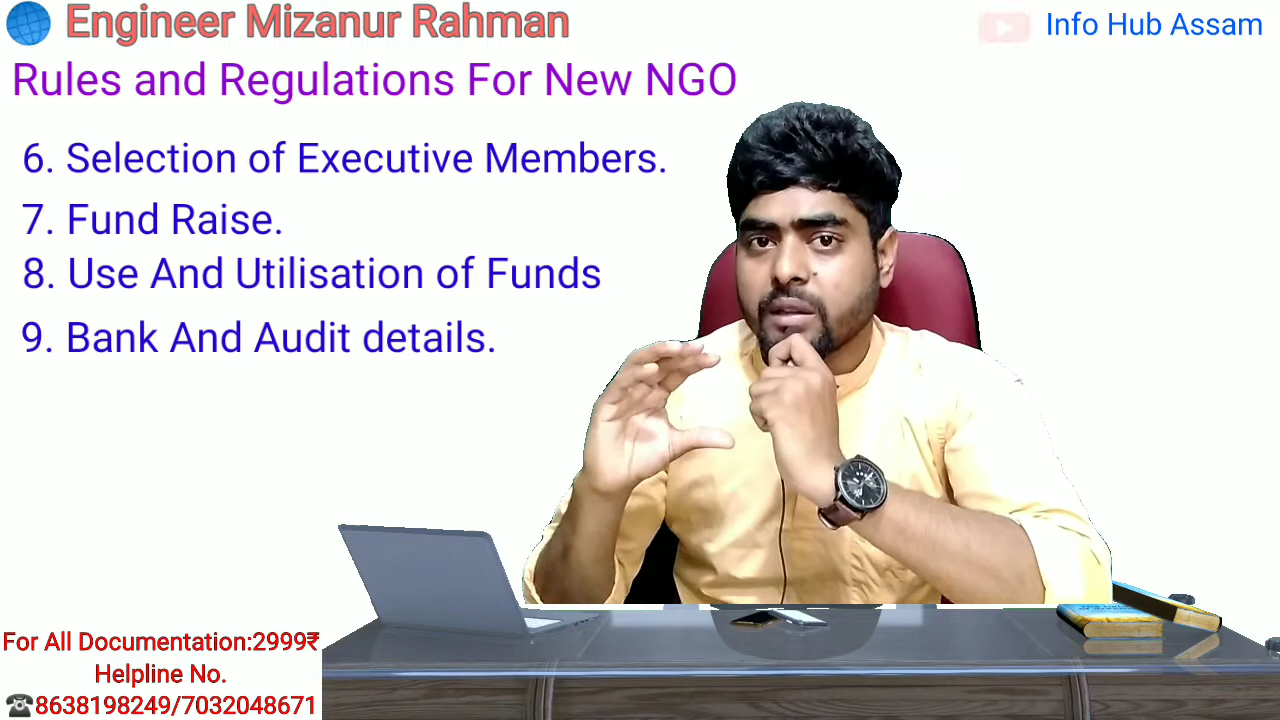 Engineer Mizanur Rahman
Info Hub Assam
Rules and Regulations For New NGO
6. Selection of Executive Members.
7. Fund Raise.
8. Use And Utilisation of Funds
9. Bank And Audit details.
For All Documentation:2999₹
Helpline No.
☎8638198249/7032048671